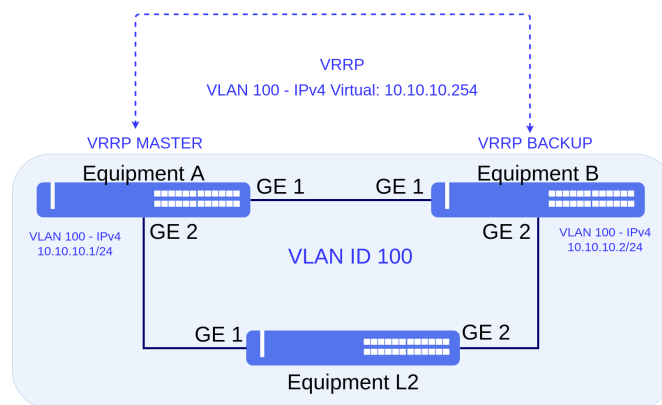 VRRP
VLAN 100 - IPv4 Virtual: 10.10.10.254
VRRP MASTER
VRRP BACKUP
Equipment A
Equipment B
GE 1
GE 1
VLAN 100 - IPv4
10.10.10.1/24
GE 2
GE 2
VLAN 100 - IPv4
10.10.10.2/24
VLAN ID 100
GE 1
GE 2
Equipment L2